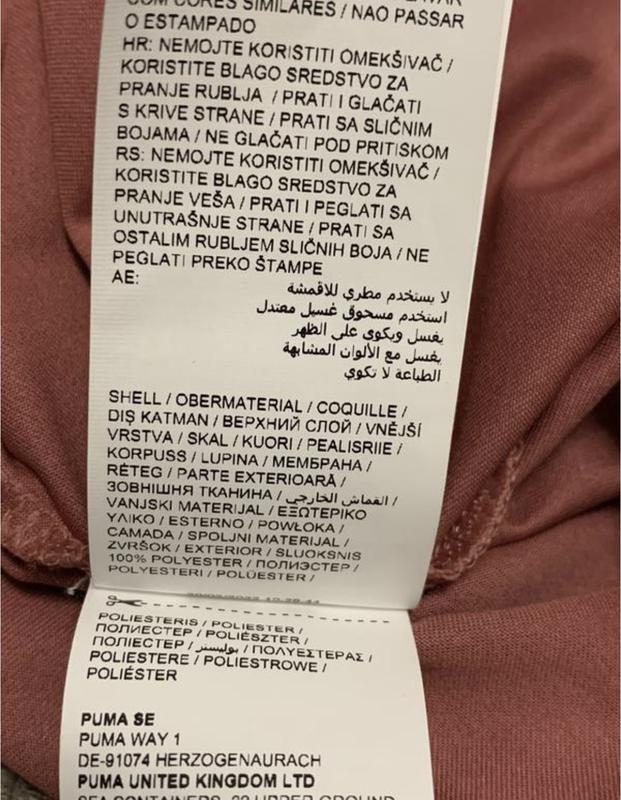 COM CORES SIMILARES / NAO PASSAR
O ESTAMPADO
HR: NEMOJTE KORISTITI OMEKŠIVAČ /
KORISTITE BLAGO SREDSTVO ZA
PRANJE RUBLJA / PRATI I GLAČATI
S KRIVE STRANE / PRATI SA SLIČNIM
BOJAMA / NE GLAČATI POD PRITISKOM
RS: NEMOJTE KORISTITI OMEKŠIVAČ /
KORISTITE BLAGO SREDSTVO ZA
PRANJE VEŠA / PRATI I PEGLATI SA
UNUTRAŠNJE STRANE / PRATI SA
OSTALIM RUBLJEM SLIČNIH BOJA / NE
PEGLATI PREKO ŠTAMPE
AE:
لا يستخدم مطري للاقمشة
استخدم مسحوق غسيل معتدل
يغسل ويكوى على الظهر
يغسل مع الألوان المشابهة
الطباعة لا تكوي
SHELL / OBERMATERIAL / COQUILLE /
DIŞ KATMAN / ВЕРХНИЙ СЛОЙ / VNĚJŠÍ
VRSTVA / SKAL / KUORI / PEALISRIIE /
KORPUSS / LUPINA / МЕМБРАНА /
RÉTEG / PARTE EXTERIOARĂ /
ЗОВНІШНЯ ТКАНИНА / القماش الخارجي /
VANJSKI MATERIJAL / ΕΞΩΤΕΡΙΚΟ
ΥΛΙΚΟ / ESTERNO / POWŁOKA /
CAMADA / SPOLJNI MATERIJAL /
ZVRŠOK / EXTERIOR / SLUOKSNIS
100% POLYESTER / ПОЛИЭСТЕР /
POLYESTERI / POLÜESTER /
POLIESTERIS / POLIESTER /
ПОЛИЕСТЕР / POLIÉSZTER /
ПОЛІЕСТЕР / بوليستر / ΠΟΛΥΕΣΤΕΡΑΣ /
POLIESTERE / POLIESTROWE /
POLIÉSTER
PUMA SE
PUMA WAY 1
DE-91074 HERZOGENAURACH
PUMA UNITED KINGDOM LTD